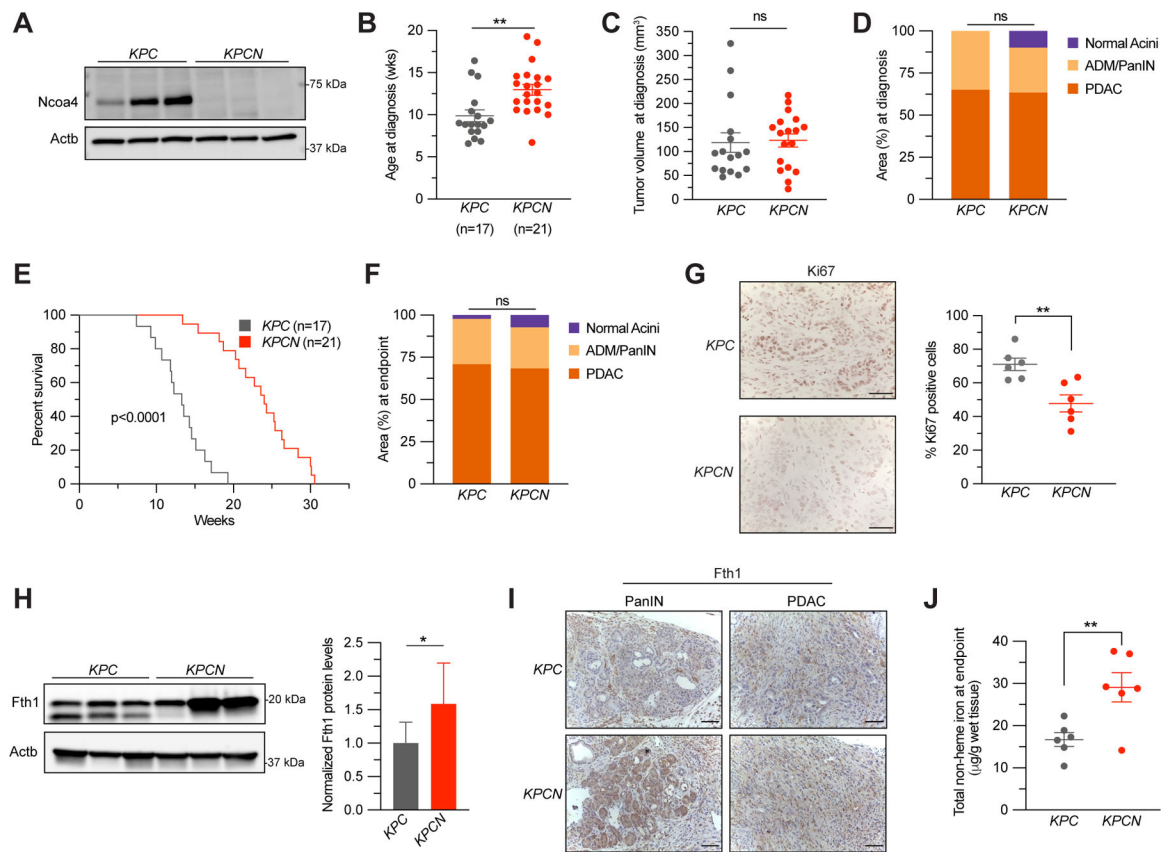 A
KPC KPCN
Ncoa4
-75 kDa
Actb
-37 kDa
B
**
Age at diagnosis (wks)
20
15
10
5
0
KPC KPCN
(n=17) (n=21)
C
ns
Tumor volume at diagnosis (mm³)
350
300
250
200
150
100
50
0
KPC KPCN
D
ns
Area (%) at diagnosis
100
75
50
25
0
KPC KPCN
Normal Acini
ADM/PanIN
PDAC
E
Percent survival
100
80
60
40
20
0
KPC (n=17)
KPCN (n=21)
p<0.0001
0 10 20 30
Weeks
F
ns
Area (%) at endpoint
100
75
50
25
0
KPC KPCN
Normal Acini
ADM/PanIN
PDAC
G
Ki67
KPC
KPCN
**
% Ki67 positive cells
100
80
60
40
20
0
KPC KPCN
H
KPC KPCN
Fth1
-20 kDa
Actb
-37 kDa
*
Normalized Fth1 protein levels
2.5
2.0
1.5
1.0
0.5
0.0
KPC
KPCN
I
Fth1
PanIN PDAC
KPC
KPCN
J
**
Total non-heme iron at endpoint
(μg/g wet tissue)
40
30
20
10
0
KPC KPCN